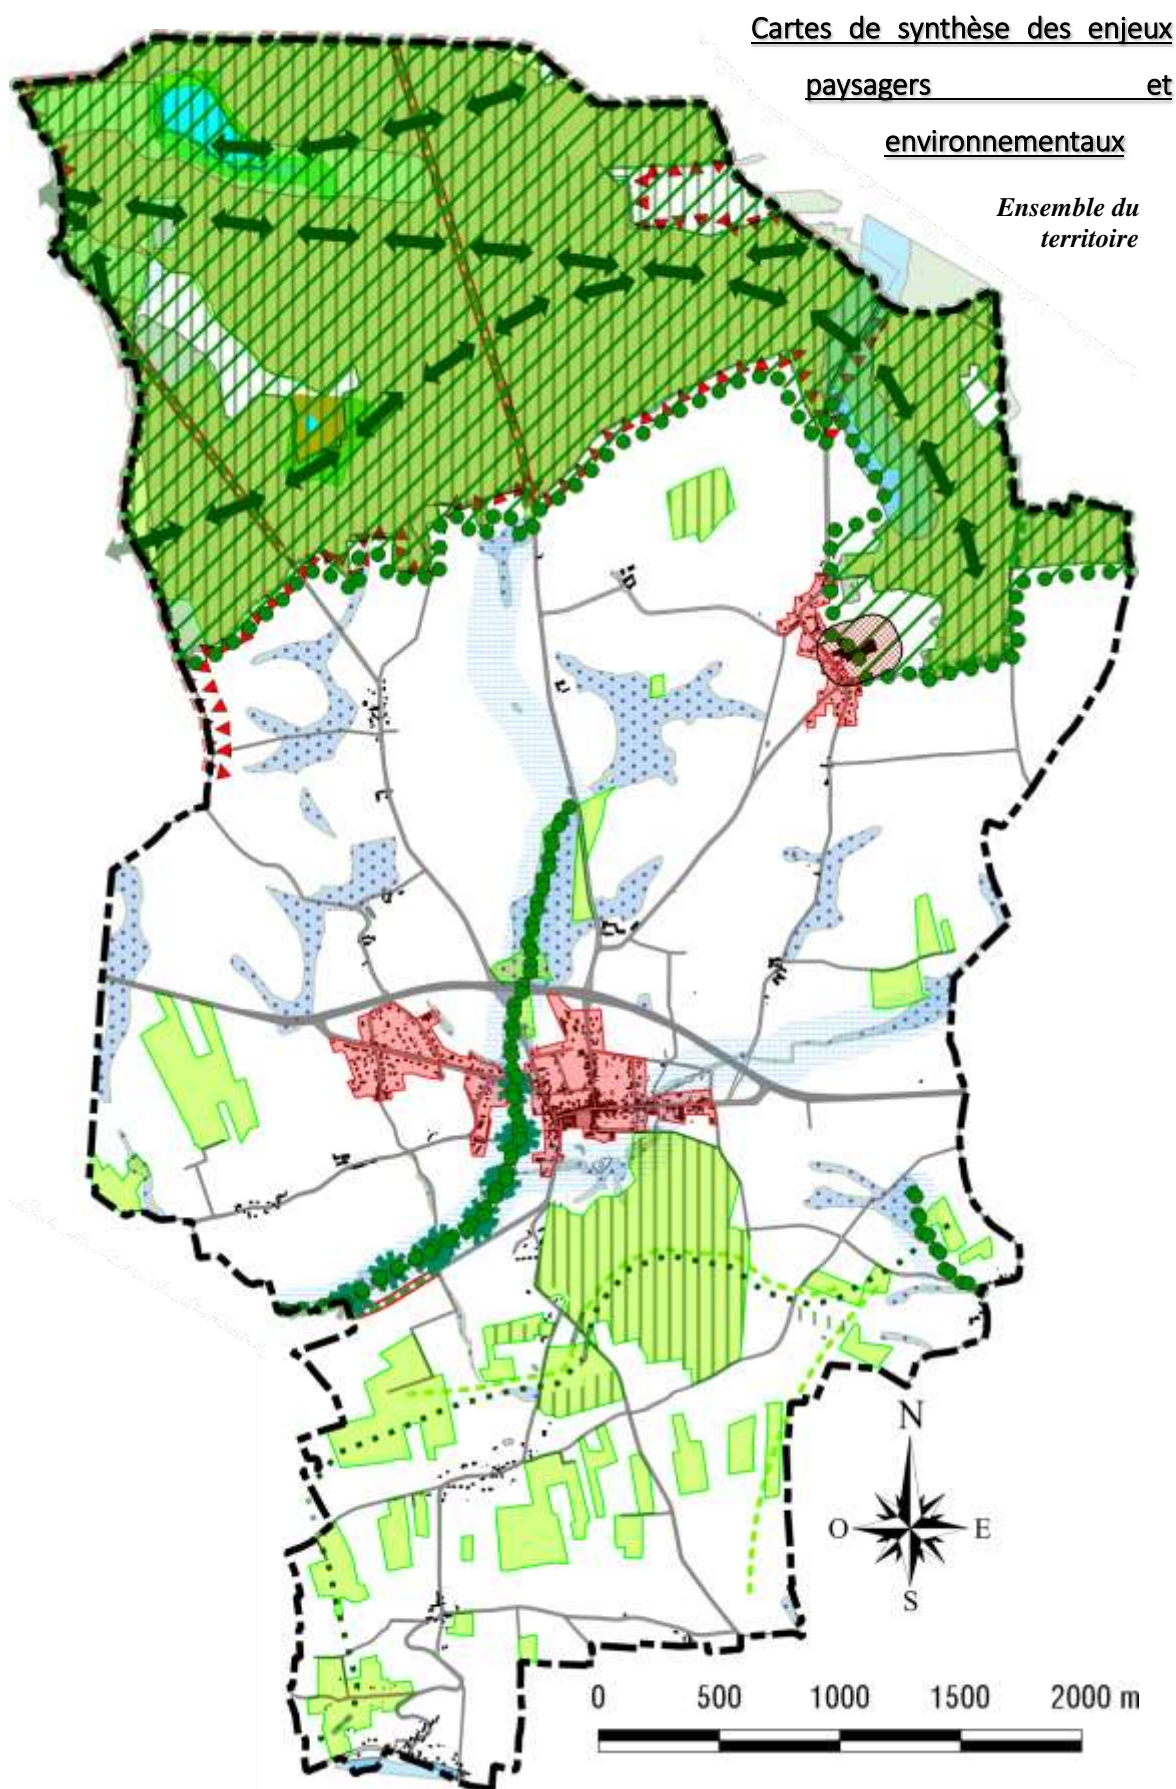 Cartes de synthèse des enjeux
paysagers et
environnementaux
Ensemble du
territoire
N
O E
S
0 500 1000 1500 2000 m